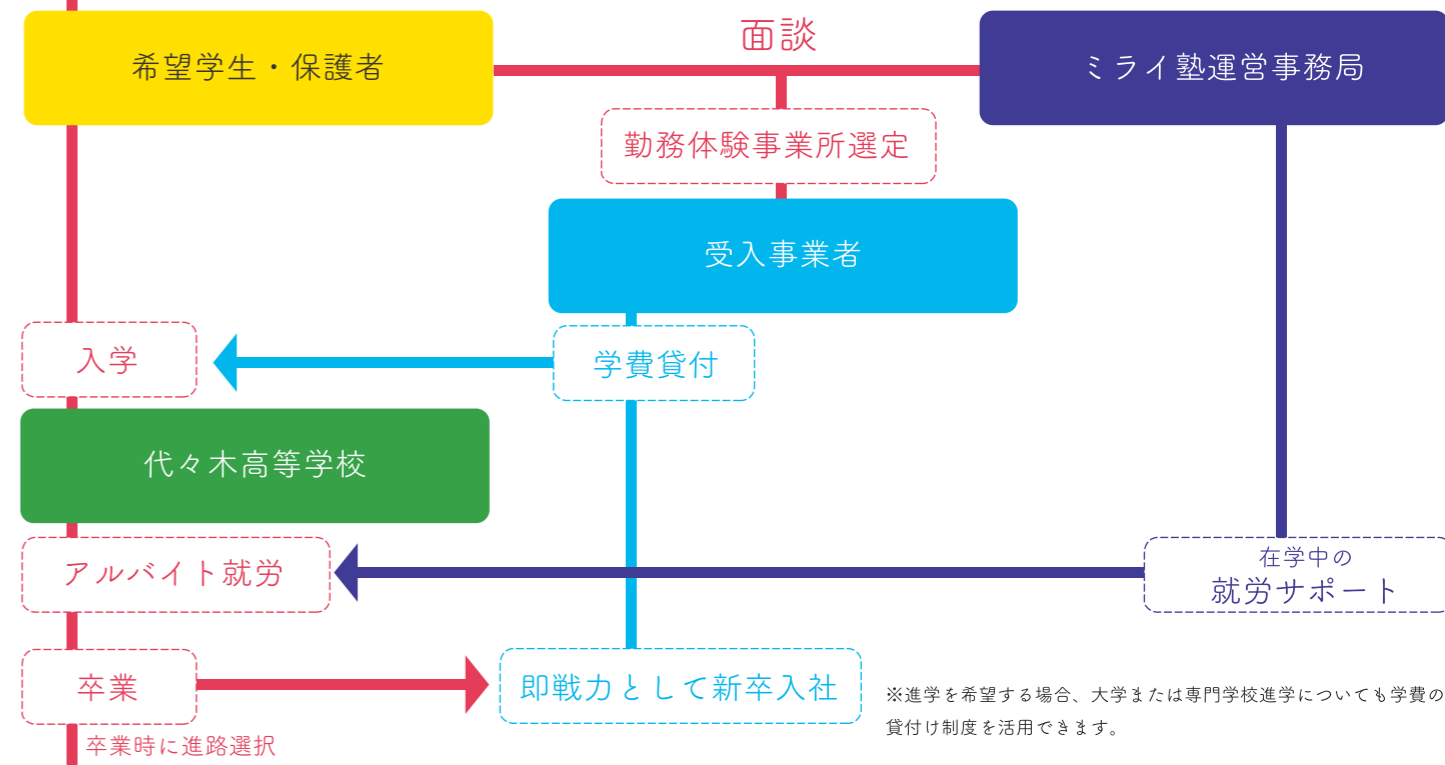 面談
希望学生・保護者
ミライ塾運営事務局
勤務体験事業所選定
受入事業者
入学
学費貸付
代々木高等学校
アルバイト就労
在学中の
就労サポート
卒業
即戦力として新卒入社
※進学を希望する場合、大学または専門学校進学についても学費の
貸付け制度を活用できます。
卒業時に進路選択